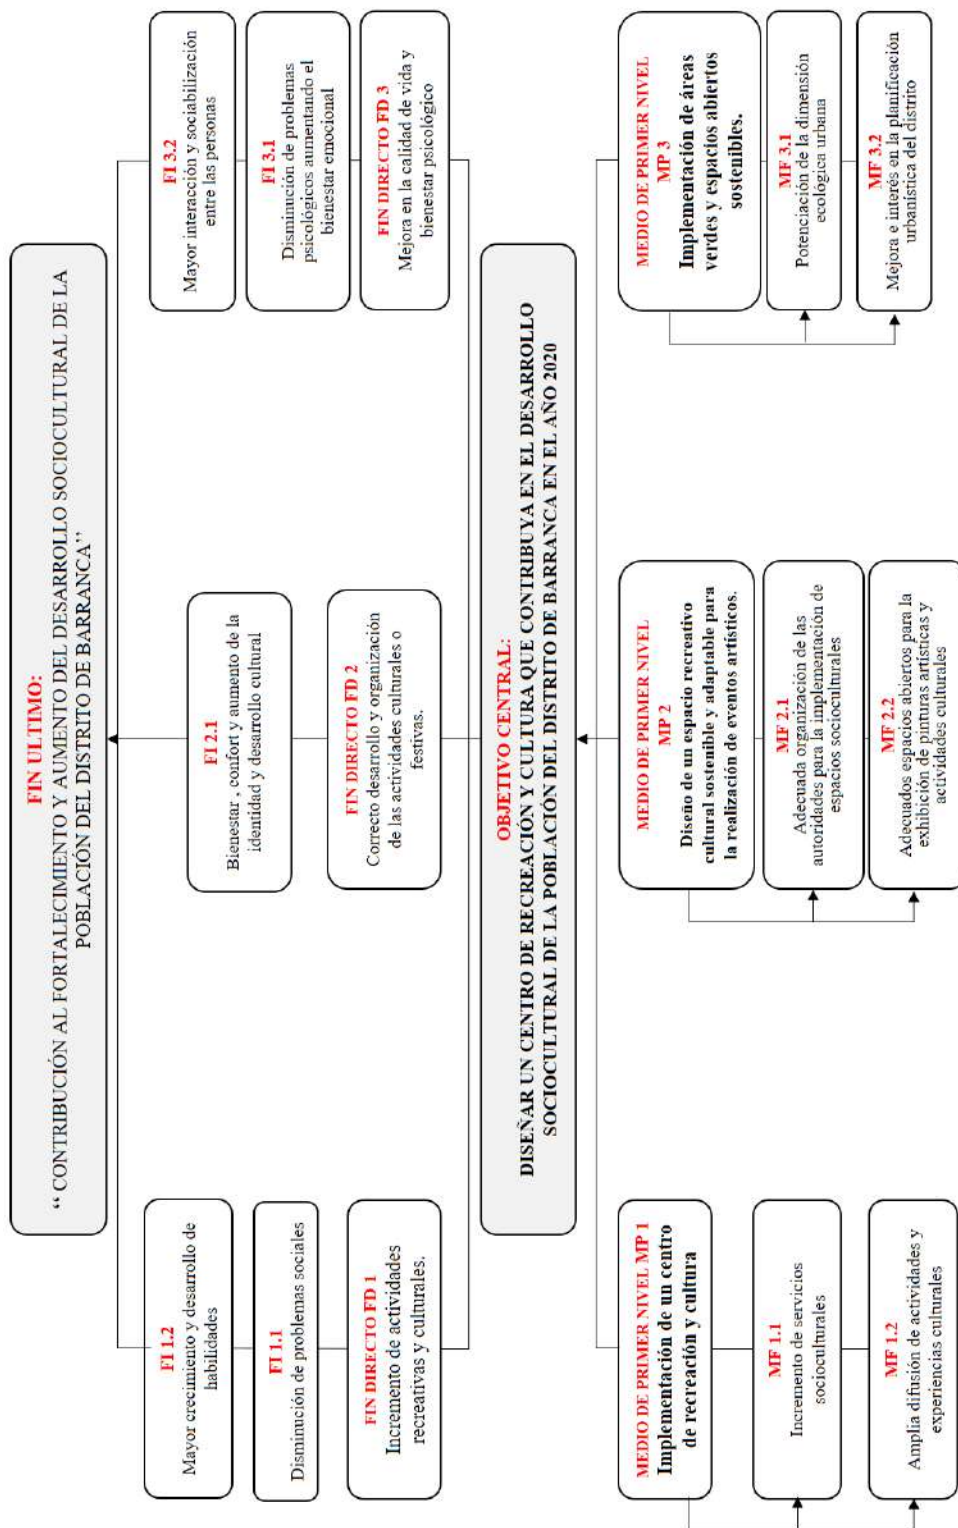 FIN ULTIMO:
“ CONTRIBUCIÓN AL FORTALECIMIENTO Y AUMENTO DEL DESARROLLO SOCIOCULTURAL DE LA
POBLACIÓN DEL DISTRITO DE BARRANCA”
FI 1.2
Mayor crecimiento y desarrollo de
habilidades
FI 1.1
Disminución de problemas sociales
FIN DIRECTO FD 1
Incremento de actividades
recreativas y culturales.
FI 2.1
Bienestar , confort y aumento de la
identidad y desarrollo cultural
FIN DIRECTO FD 2
Correcto desarrollo y organización
de las actividades culturales o
festivas.
FI 3.2
Mayor interacción y sociabilización
entre las personas
FI 3.1
Disminución de problemas
psicológicos aumentando el
bienestar emocional
FIN DIRECTO FD 3
Mejora en la calidad de vida y
bienestar psicológico
OBJETIVO CENTRAL:
DISEÑAR UN CENTRO DE RECREACIÓN Y CULTURA QUE CONTRIBUYA EN EL DESARROLLO
SOCIOCULTURAL DE LA POBLACIÓN DEL DISTRITO DE BARRANCA EN EL AÑO 2020
MEDIO DE PRIMER NIVEL MP 1
Implementación de un centro
de recreación y cultura
MF 1.1
Incremento de servicios
socioculturales
MF 1.2
Amplia difusión de actividades y
experiencias culturales
MEDIO DE PRIMER NIVEL
MP 2
Diseño de un espacio recreativo
cultural sostenible y adaptable para
la realización de eventos artísticos.
MF 2.1
Adecuada organización de las
autoridades para la implementación de
espacios socioculturales
MF 2.2
Adecuados espacios abiertos para la
exhibición de pinturas artísticas y
actividades culturales
MEDIO DE PRIMER NIVEL
MP 3
Implementación de áreas
verdes y espacios abiertos
sostenibles.
MF 3.1
Potenciación de la dimensión
ecológica urbana
MF 3.2
Mejora e interés en la planificación
urbanística del distrito